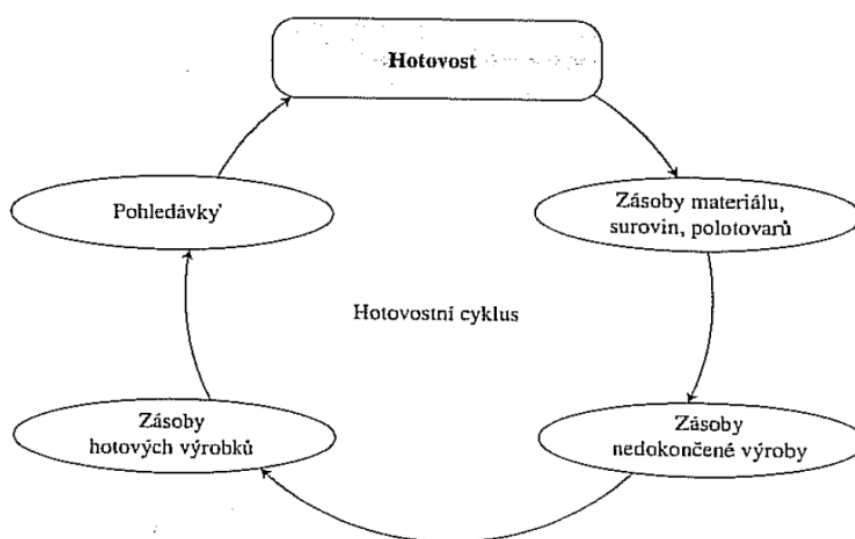 Hotovost
Pohledávky
Zásoby materiálu,
surovin, polotovarů
Hotovostní cyklus
Zásoby
hotových výrobků
Zásoby
nedokončené výroby